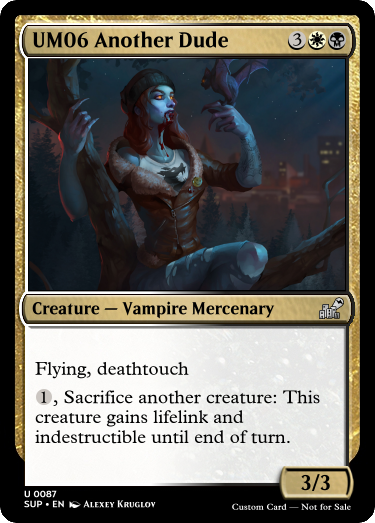 UM06 Another Dude 3
Creature — Vampire Mercenary
Flying, deathtouch
1, Sacrifice another creature: This
creature gains lifelink and
indestructible until end of turn.
3/3
U 0087
SUP • EN Alexey Kruglov
Custom Card — Not for Sale